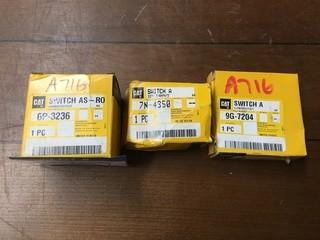 A716
CAT
SWITCH AS-RO
6P-3236
1 PC
CAT
SWITCH A
7N-4350
1 PC
A716
CAT
SWITCH A
9G-7204
1 PC